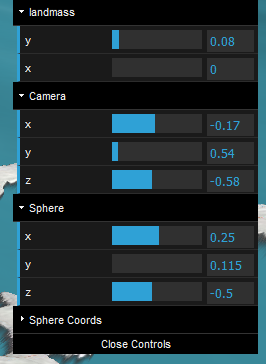 landmass
y 0.08
x 0
Camera
x -0.17
y 0.54
z -0.58
Sphere
x 0.25
y 0.115
z -0.5
Sphere Coords
Close Controls